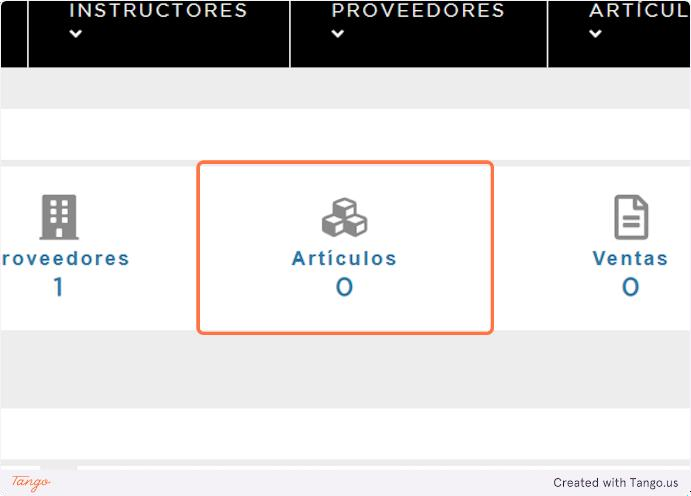 INSTRUCTORES
PROVEEDORES
ARTÍCUL
roveedores
1
Artículos
0
Ventas
0
Tango
Created with Tango.us